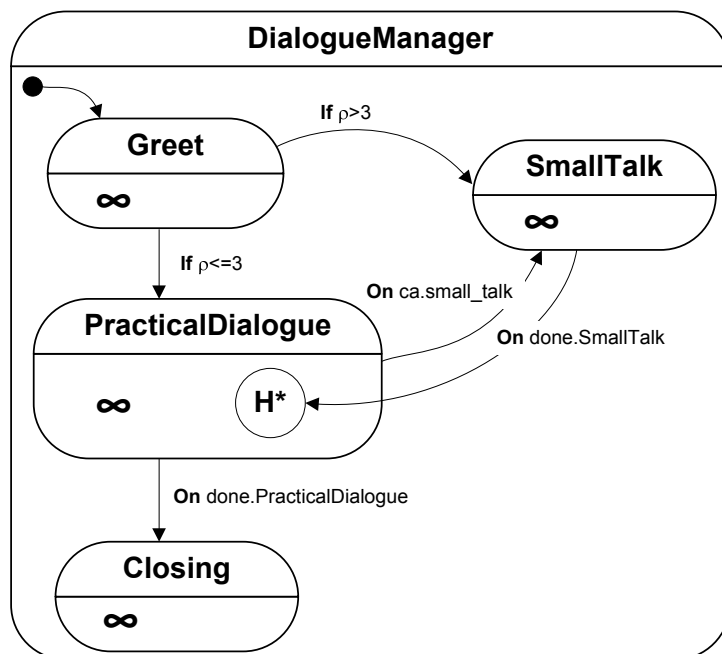 DialogueManager
If ρ>3
Greet
∞
SmallTalk
∞
If ρ<=3
On ca.small_talk
PracticalDialogue
On done.SmallTalk
∞
H*
On done.PracticalDialogue
Closing
∞